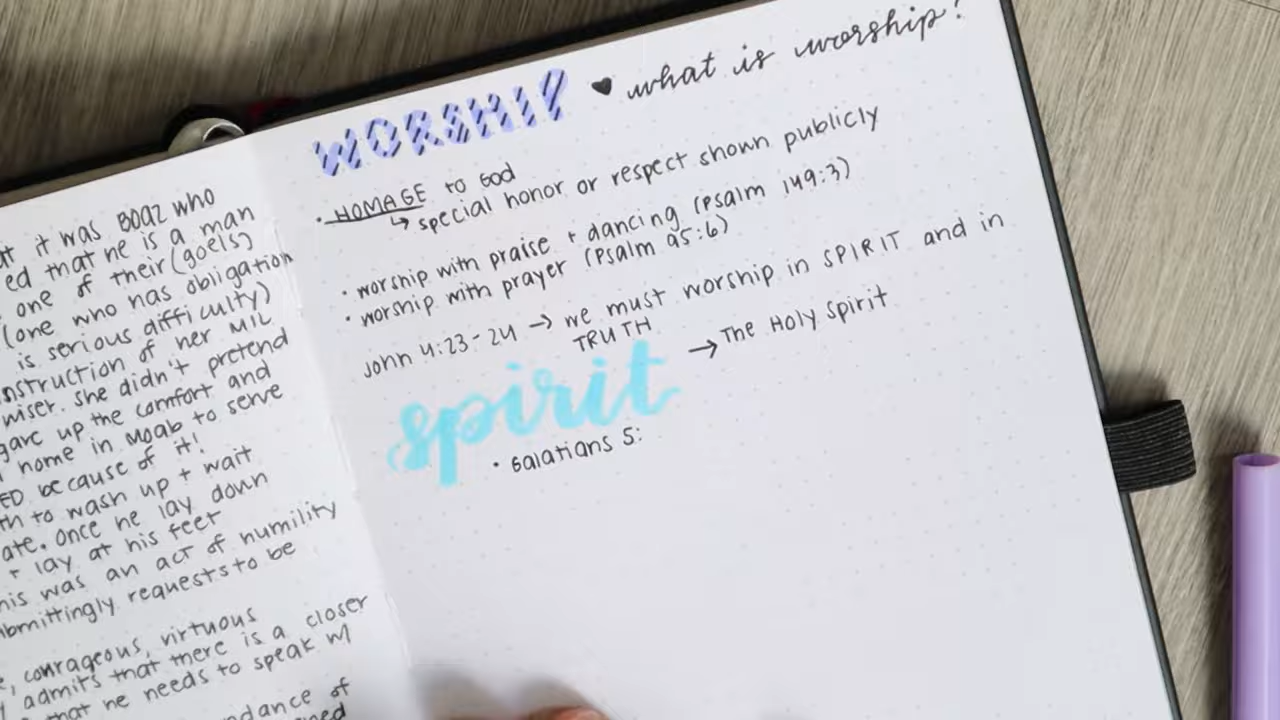 it was Boaz who
ed that he is a man
one of their (goels)
(one who has obligation
is serious difficulty)
nstruction of her MIL
wiser. she didn't pretend
gave up the comfort and
home in Moab to serve
ED because of it!
th to wash up + wait
ate. once he lay down
+ lay at his feet
his was an act of humility
bmittingly requests to be
, courageous, virtuous
admits that there is a closer
that he needs to speak w/
ndance of
WORSHIP ♥ what is worship?
• HOMAGE to God
↳ special honor or respect shown publicly
• worship with praise + dancing (Psalm 149:3)
• worship with prayer (Psalm 95:6)
John 4:23-24 → we must worship in SPIRIT and in
TRUTH
spirit → The Holy Spirit
• Galatians 5: